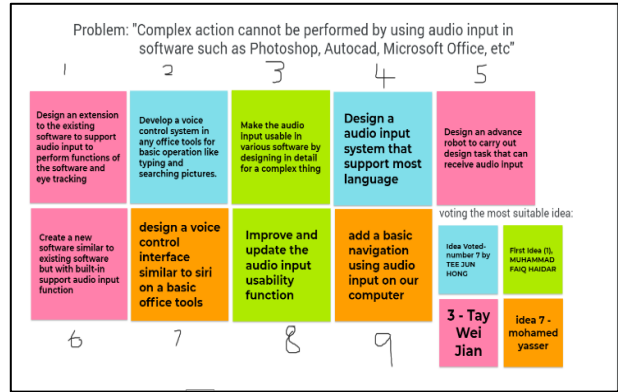 Problem: "Complex action cannot be performed by using audio input in
software such as Photoshop, Autocad, Microsoft Office, etc"
1
2
3
4
5
Design an extension
to the existing
software to support
audio input to
perform functions of
the software and
eye tracking
Develop a voice
control system in
any office tools for
basic operation like
typing and
searching pictures.
Make the audio
input usable in
various software by
designing in detail
for a complex thing
Design a
audio input
system that
support most
language
Design an advance
robot to carry out
design task that can
receive audio input
Create a new
software similar to
existing software
but with built-in
support audio input
function
design a voice
control
interface
similar to siri
on a basic
office tools
Improve and
update the
audio input
usability
function
add a basic
navigation
using audio
input on our
computer
6
7
8
9
voting the most suitable idea:
Idea Voted-
number 7 by
TEE JUN
HONG
First Idea (1),
MUHAMMAD
FAIQ HAIDAR
3 - Tay
Wei
Jian
idea 7 -
mohamed
yasser